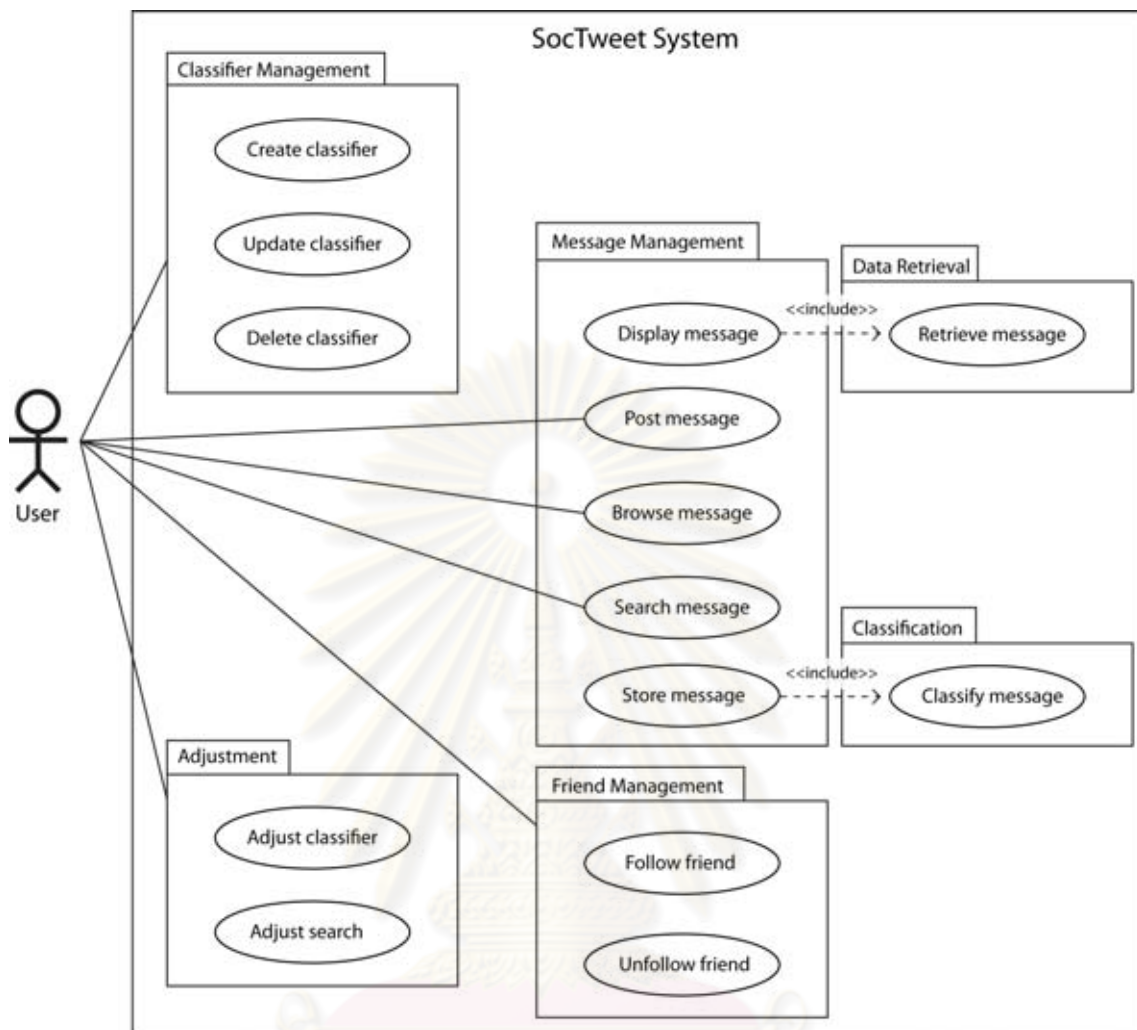 SocTweet System
Classifier Management
Create classifier
Update classifier
Delete classifier
Message Management
Display message
<<include>>
Data Retrieval
Retrieve message
Post message
Browse message
Search message
Store message
<<include>>
Classification
Classify message
User
Adjustment
Adjust classifier
Adjust search
Friend Management
Follow friend
Unfollow friend